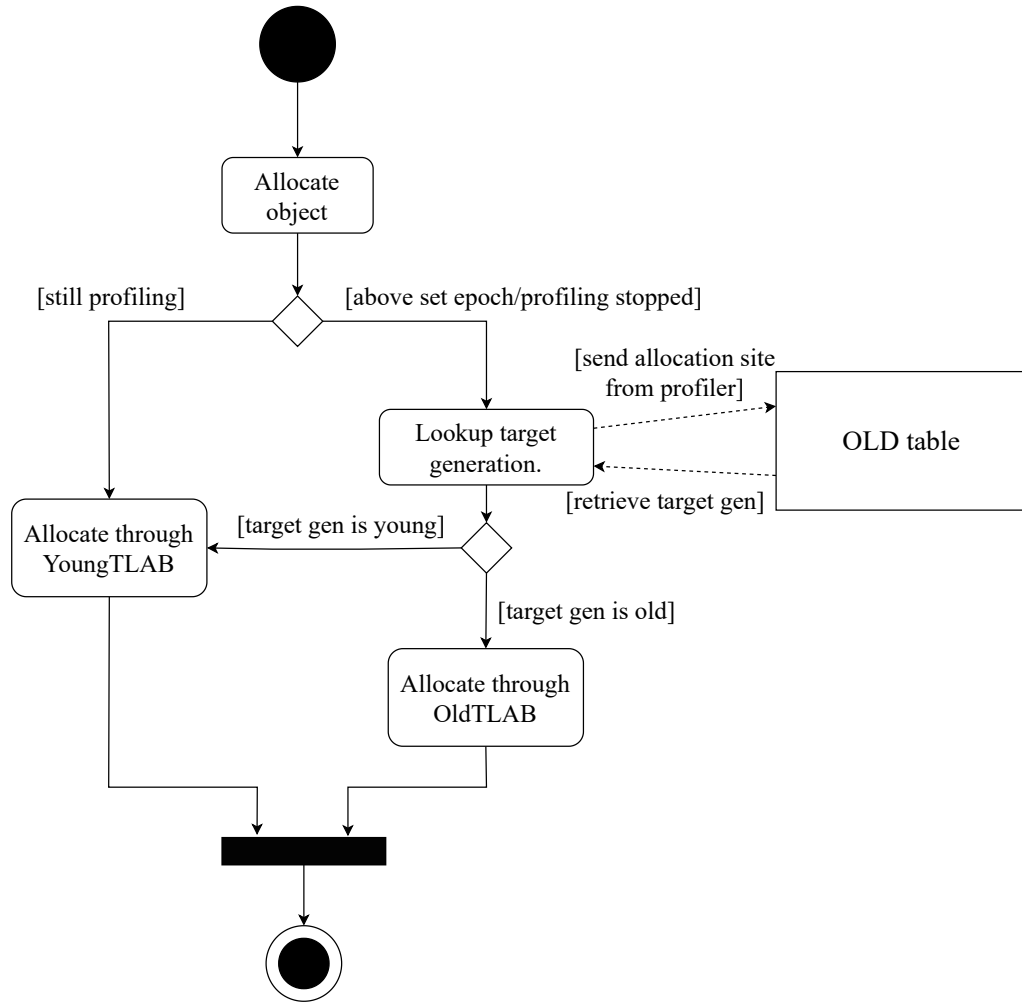 Allocate
object
[still profiling]
[above set epoch/profiling stopped]
[send allocation site
from profiler]
Lookup target
generation.
OLD table
[retrieve target gen]
Allocate through
YoungTLAB
[target gen is young]
[target gen is old]
Allocate through
OldTLAB